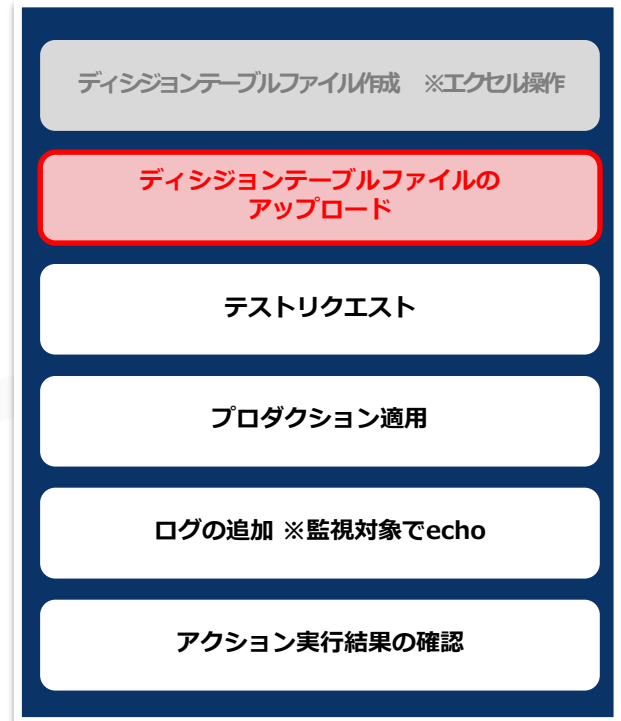 ディシジョンテーブルファイル作成　※エクセル操作
ディシジョンテーブルファイルの
アップロード
テストリクエスト
プロダクション適用
ログの追加 ※監視対象でecho
アクション実行結果の確認